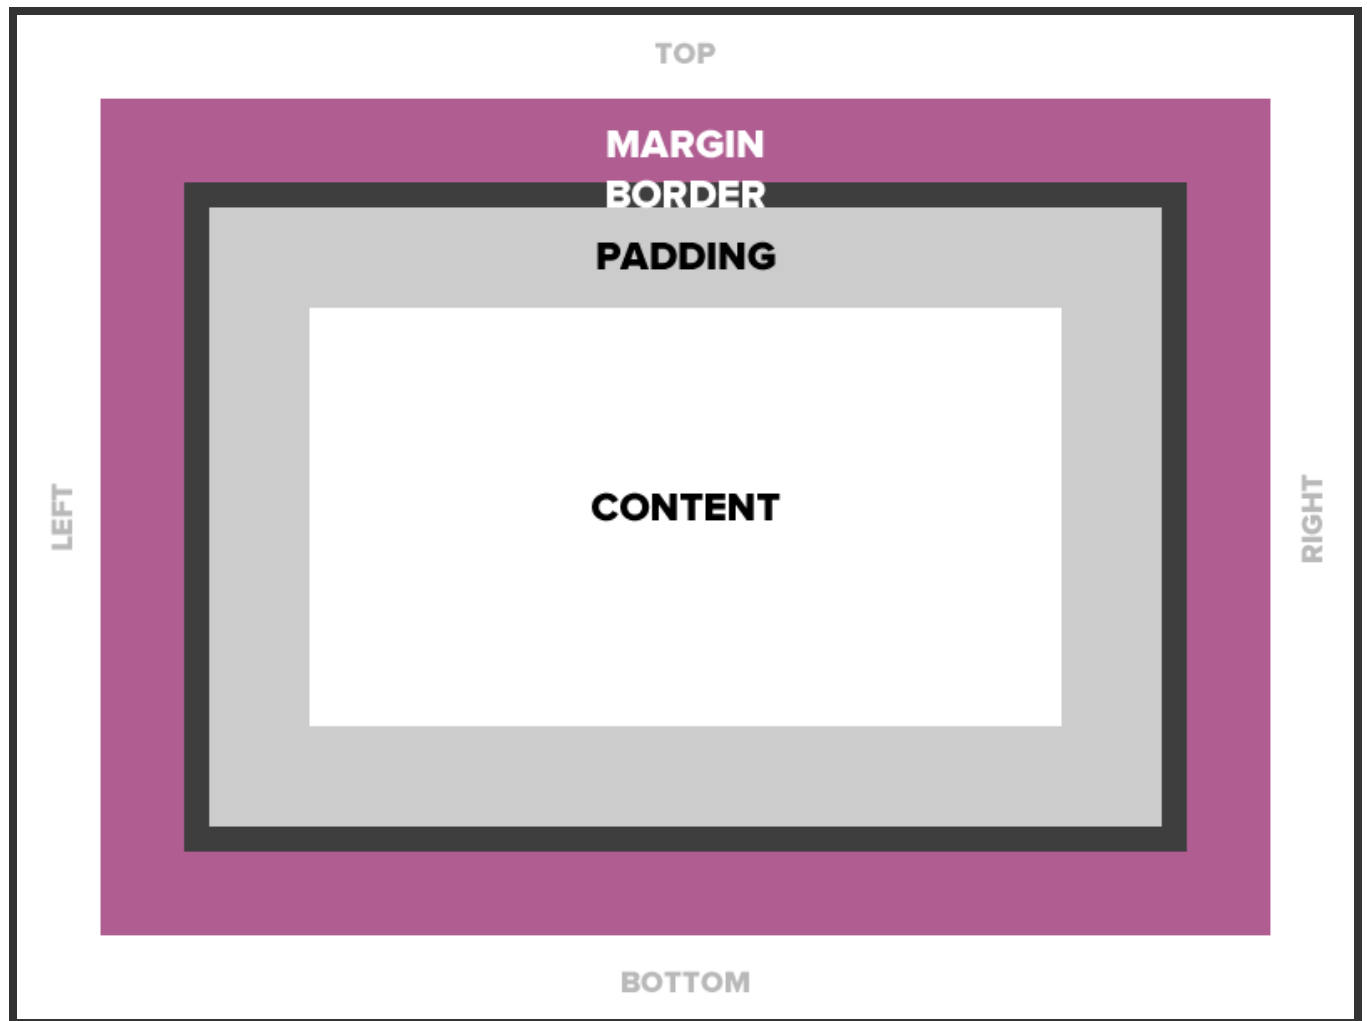 TOP
MARGIN
BORDER
PADDING
LEFT
CONTENT
RIGHT
BOTTOM